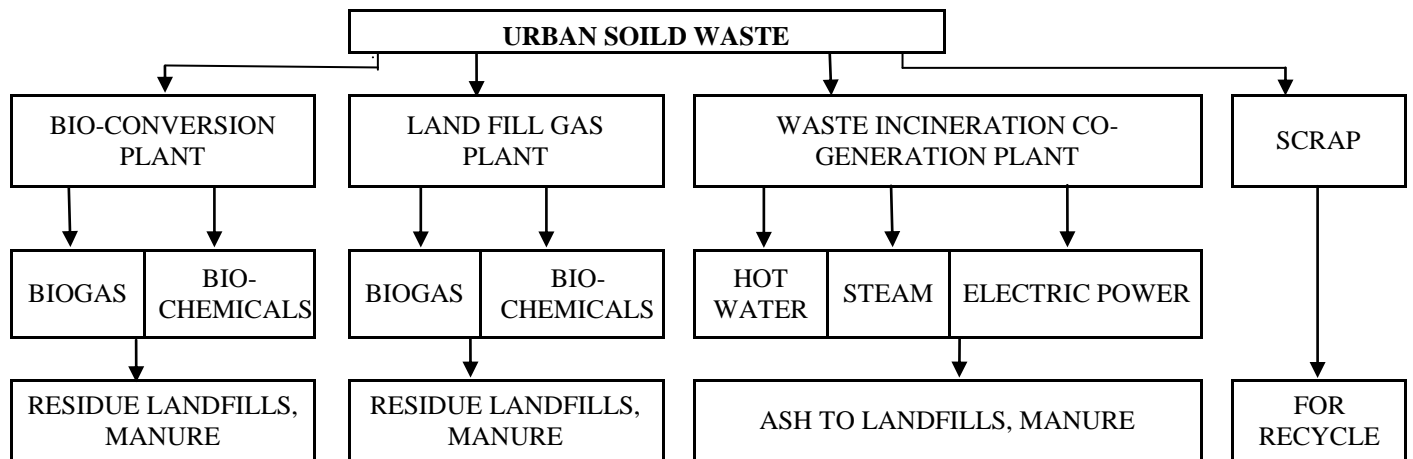 URBAN SOILD WASTE
BIO-CONVERSION
PLANT
LAND FILL GAS
PLANT
WASTE INCINERATION CO-
GENERATION PLANT
SCRAP
BIOGAS
BIO-
CHEMICALS
BIOGAS
BIO-
CHEMICALS
HOT
WATER
STEAM
ELECTRIC POWER
RESIDUE LANDFILLS,
MANURE
RESIDUE LANDFILLS,
MANURE
ASH TO LANDFILLS, MANURE
FOR
RECYCLE